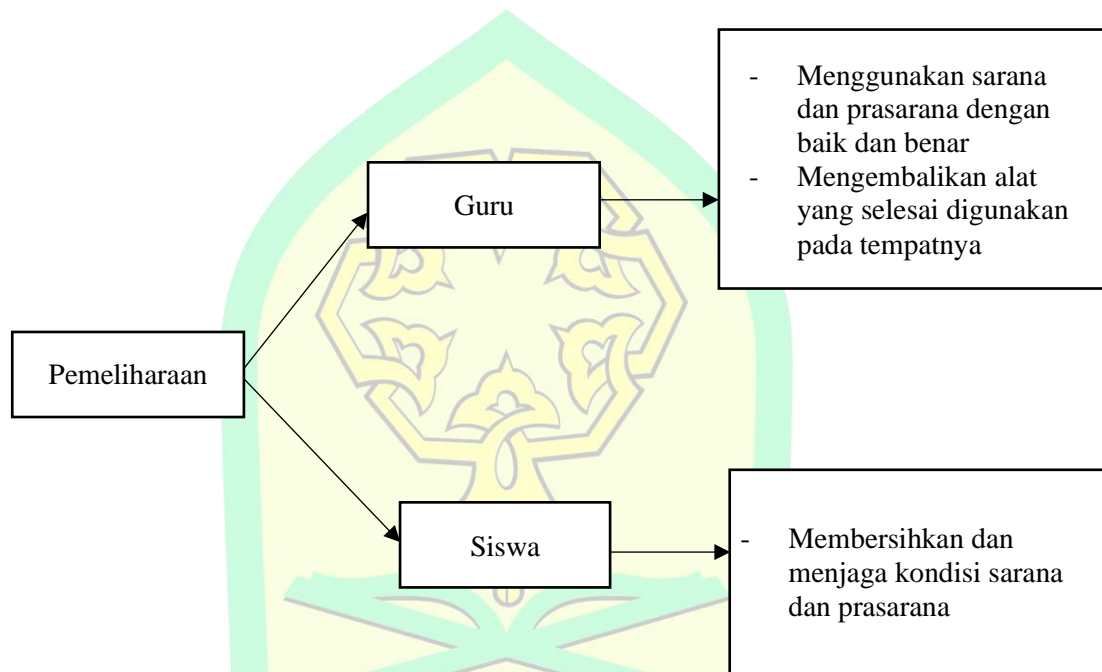 - Menggunakan sarana
dan prasarana dengan
baik dan benar
- Mengembalikan alat
yang selesai digunakan
pada tempatnya
Guru
Pemeliharaan
Siswa
- Membersihkan dan
menjaga kondisi sarana
dan prasarana